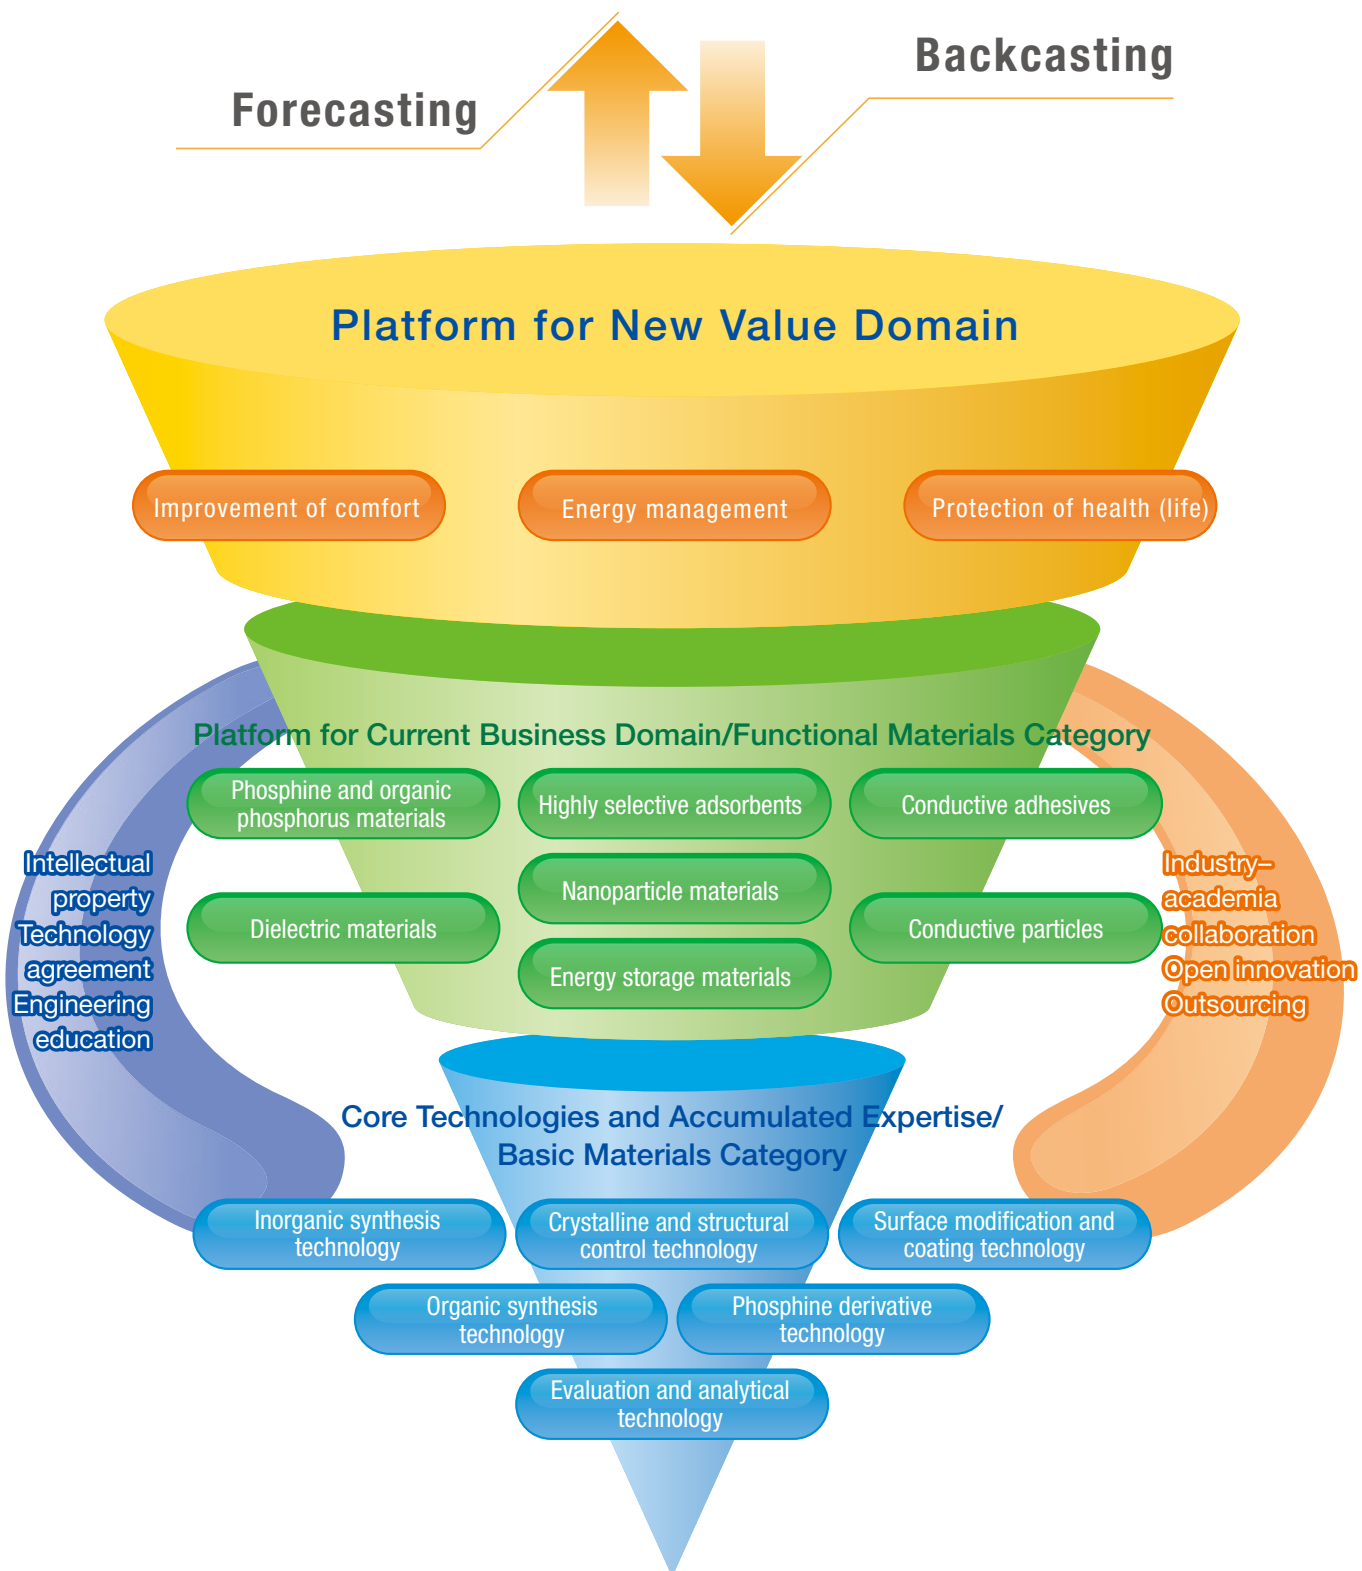 Backcasting
Forecasting
Platform for New Value Domain
Improvement of comfort
Energy management
Protection of health (life)
Platform for Current Business Domain/Functional Materials Category
Phosphine and organic
phosphorus materials
Highly selective adsorbents
Conductive adhesives
Nanoparticle materials
Dielectric materials
Conductive particles
Energy storage materials
Intellectual
property
Technology
agreement
Engineering
education
Industry–
academia
collaboration
Open innovation
Outsourcing
Core Technologies and Accumulated Expertise/
Basic Materials Category
Inorganic synthesis
technology
Crystalline and structural
control technology
Surface modification and
coating technology
Organic synthesis
technology
Phosphine derivative
technology
Evaluation and analytical
technology